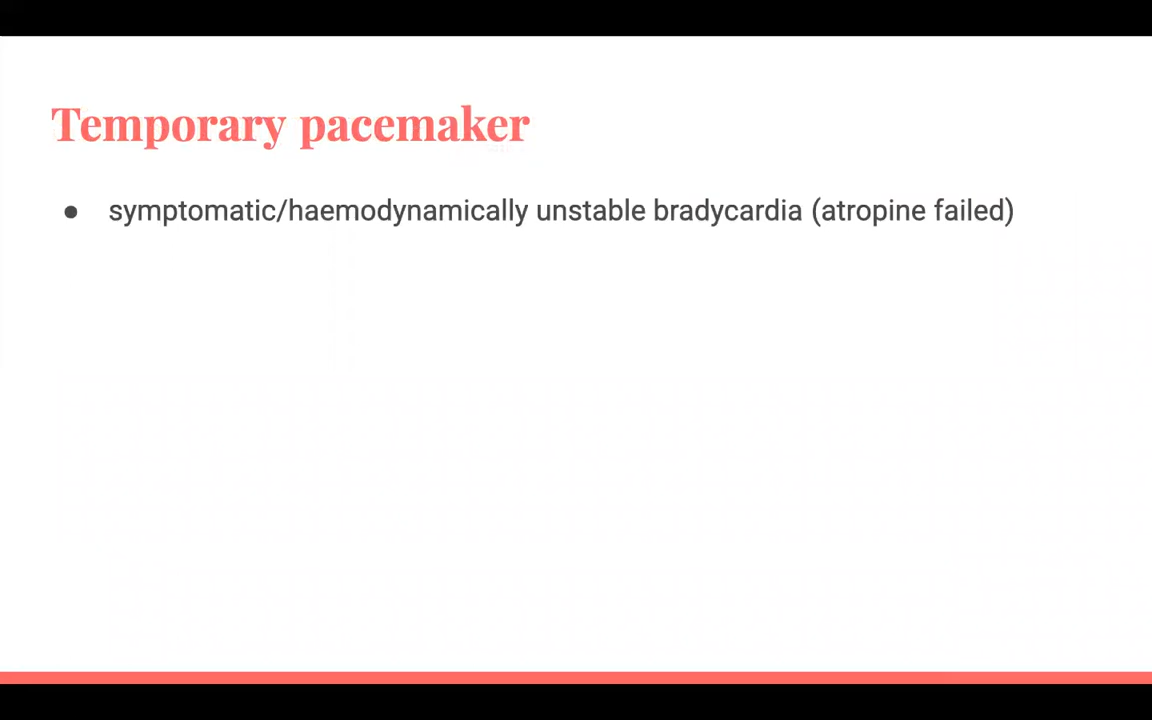 Temporary pacemaker
● symptomatic/haemodynamically unstable bradycardia (atropine failed)